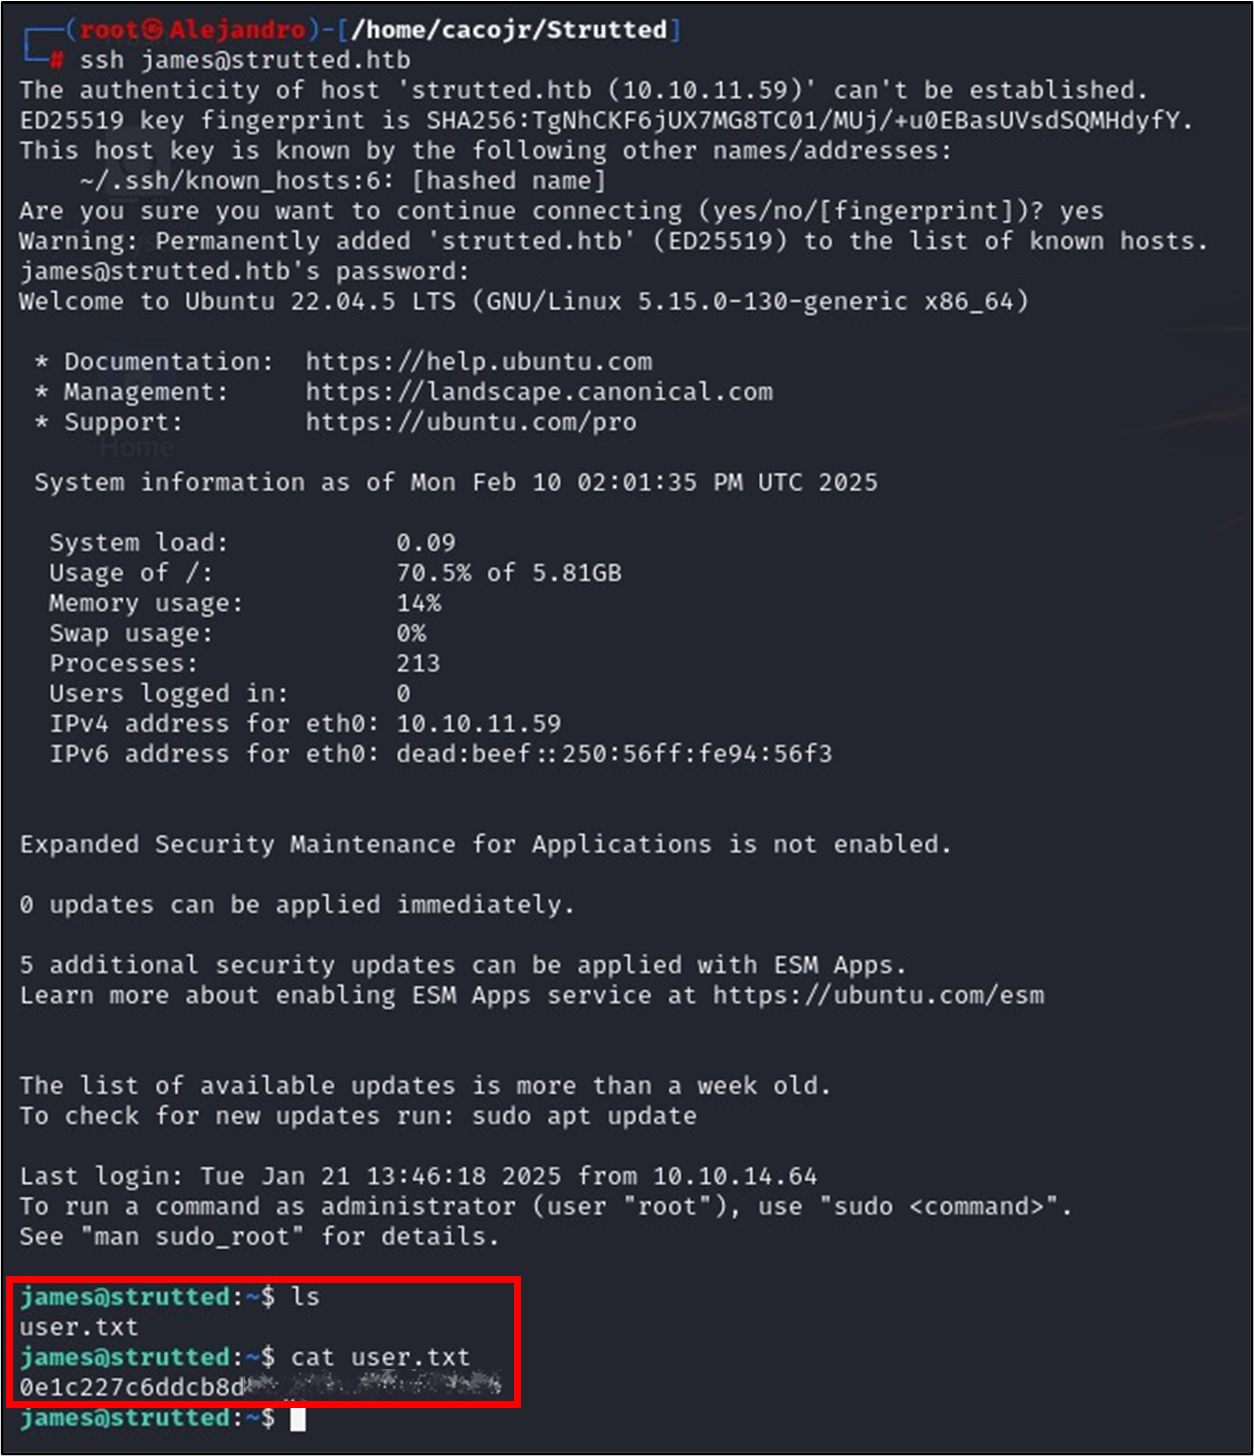 ┌──(root㉿Alejandro)-[/home/cacojr/Strutted]
└─# ssh james@strutted.htb
The authenticity of host 'strutted.htb (10.10.11.59)' can't be established.
ED25519 key fingerprint is SHA256:TgNhCKF6jUX7MG8TC01/MUj/+u0EBasUVsdSQMHdyfY.
This host key is known by the following other names/addresses:
    ~/.ssh/known_hosts:6: [hashed name]
Are you sure you want to continue connecting (yes/no/[fingerprint])? yes
Warning: Permanently added 'strutted.htb' (ED25519) to the list of known hosts.
james@strutted.htb's password:
Welcome to Ubuntu 22.04.5 LTS (GNU/Linux 5.15.0-130-generic x86_64)

 * Documentation:  https://help.ubuntu.com
 * Management:     https://landscape.canonical.com
 * Support:        https://ubuntu.com/pro
Home

 System information as of Mon Feb 10 02:01:35 PM UTC 2025

  System load:           0.09
  Usage of /:            70.5% of 5.81GB
  Memory usage:          14%
  Swap usage:            0%
  Processes:             213
  Users logged in:       0
  IPv4 address for eth0: 10.10.11.59
  IPv6 address for eth0: dead:beef::250:56ff:fe94:56f3

Expanded Security Maintenance for Applications is not enabled.

0 updates can be applied immediately.

5 additional security updates can be applied with ESM Apps.
Learn more about enabling ESM Apps service at https://ubuntu.com/esm

The list of available updates is more than a week old.
To check for new updates run: sudo apt update

Last login: Tue Jan 21 13:46:18 2025 from 10.10.14.64
To run a command as administrator (user "root"), use "sudo <command>".
See "man sudo_root" for details.

james@strutted:~$ ls
user.txt
james@strutted:~$ cat user.txt
0e1c227c6ddcb8d
james@strutted:~$